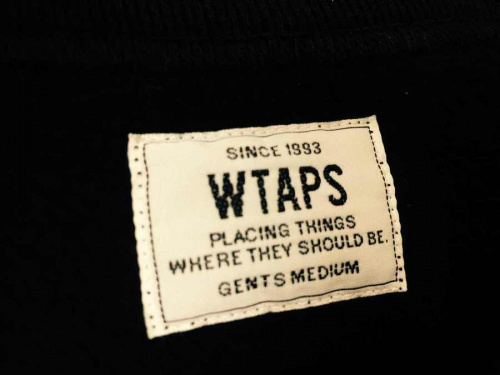 SINCE 1993
WTAPS
PLACING THINGS
WHERE THEY SHOULD BE.
GENTS MEDIUM